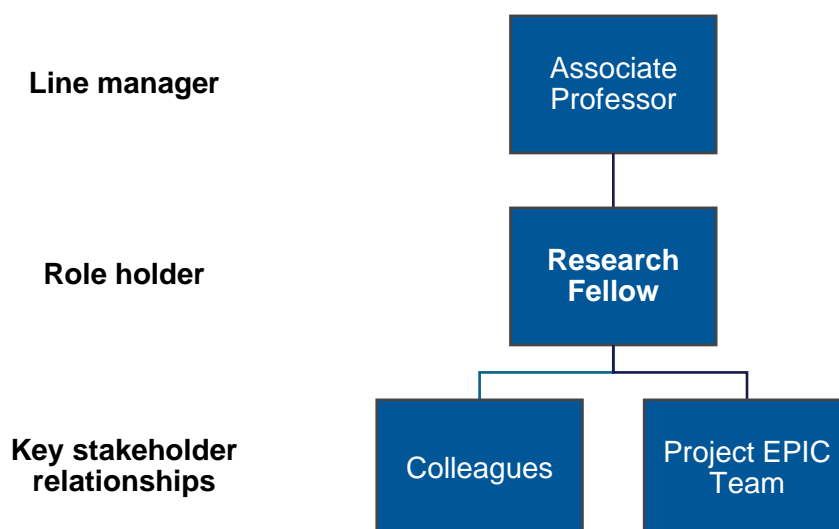 Line manager
Associate
Professor
Role holder
Research
Fellow
Key stakeholder
relationships
Colleagues
Project EPIC
Team